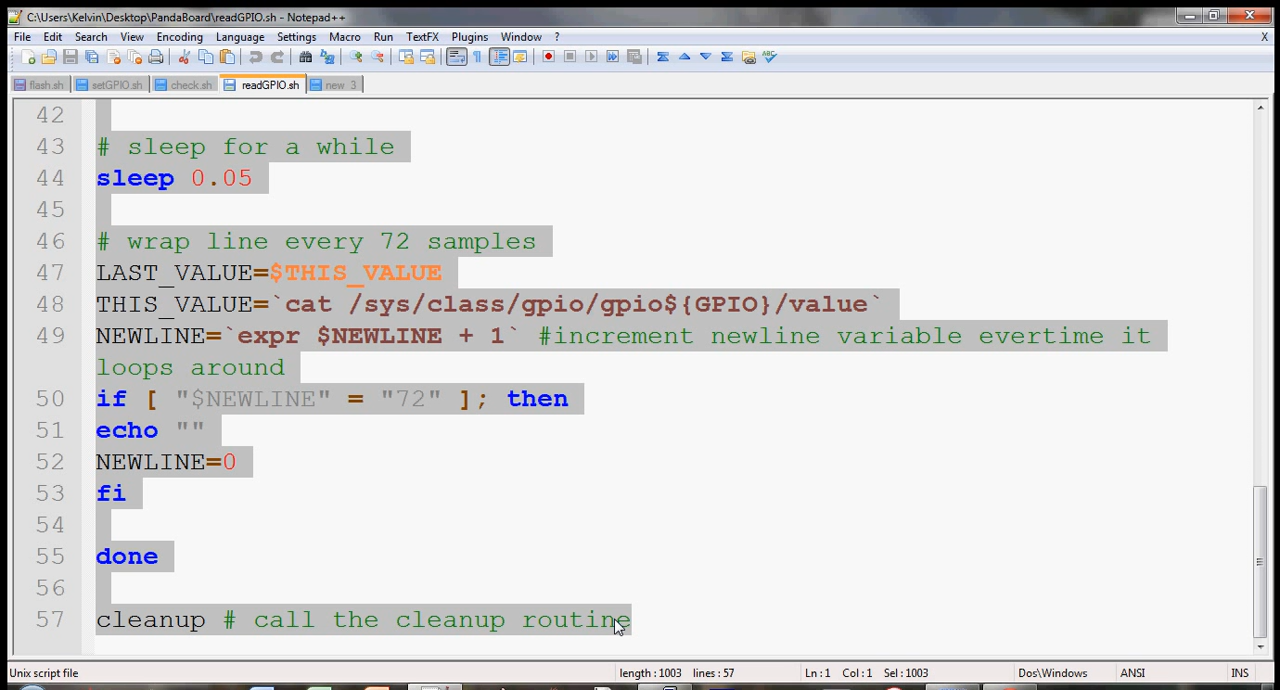 C:\Users\Kelvin\Desktop\PandaBoard\readGPIO.sh - Notepad++
File Edit Search View Encoding Language Settings Macro Run TextFX Plugins Window ? X
flash.sh setGPIO.sh check.sh readGPIO.sh new 3
42
43 # sleep for a while
44 sleep 0.05
45
46 # wrap line every 72 samples
47 LAST_VALUE=$THIS_VALUE
48 THIS_VALUE=`cat /sys/class/gpio/gpio${GPIO}/value`
49 NEWLINE=`expr $NEWLINE + 1` #increment newline variable evertime it
loops around
50 if [ "$NEWLINE" = "72" ]; then
51 echo ""
52 NEWLINE=0
53 fi
54
55 done
56
57 cleanup # call the cleanup routine
Unix script file length : 1003 lines : 57 Ln : 1 Col : 1 Sel : 1003 Dos\Windows ANSI INS